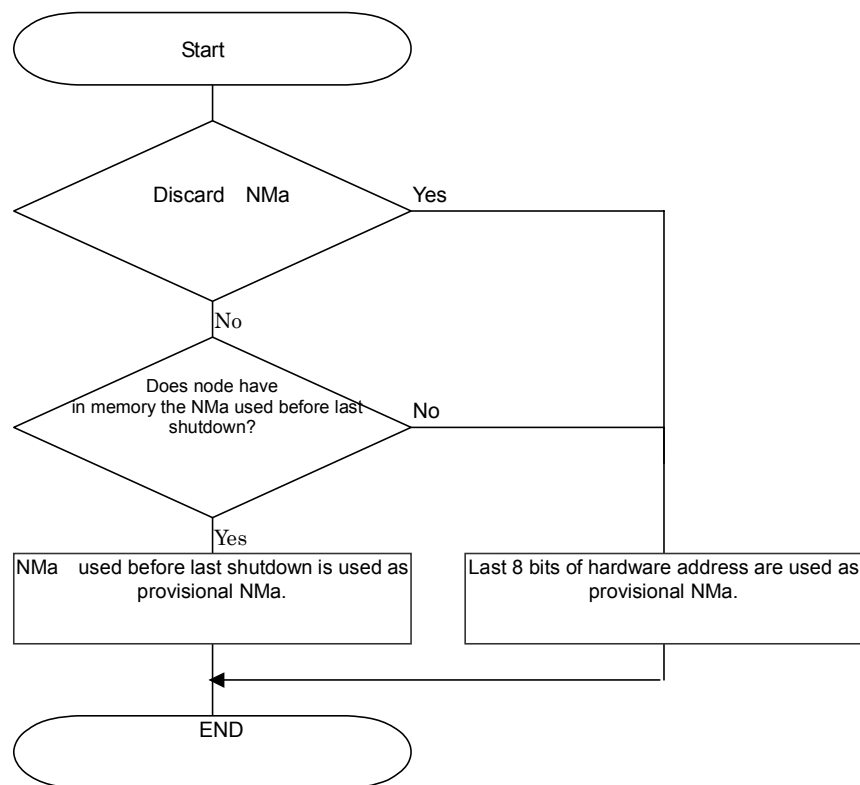 Start
Discard NMa
Yes
No
Does node have
in memory the NMa used before last
shutdown?
No
Yes
NMa used before last shutdown is used as
provisional NMa.
Last 8 bits of hardware address are used as
provisional NMa.
END